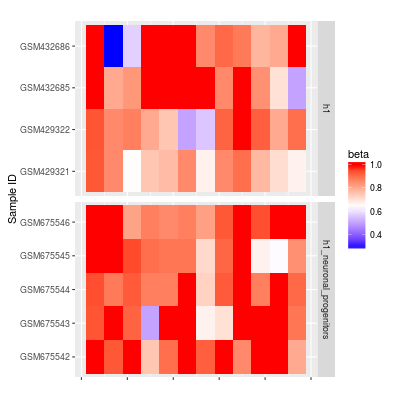 Sample ID
GSM432686
GSM432685
GSM429322
GSM429321
h1
GSM675546
GSM675545
GSM675544
GSM675543
GSM675542
h1_neuronal_progenitors
beta
1.0
0.8
0.6
0.4